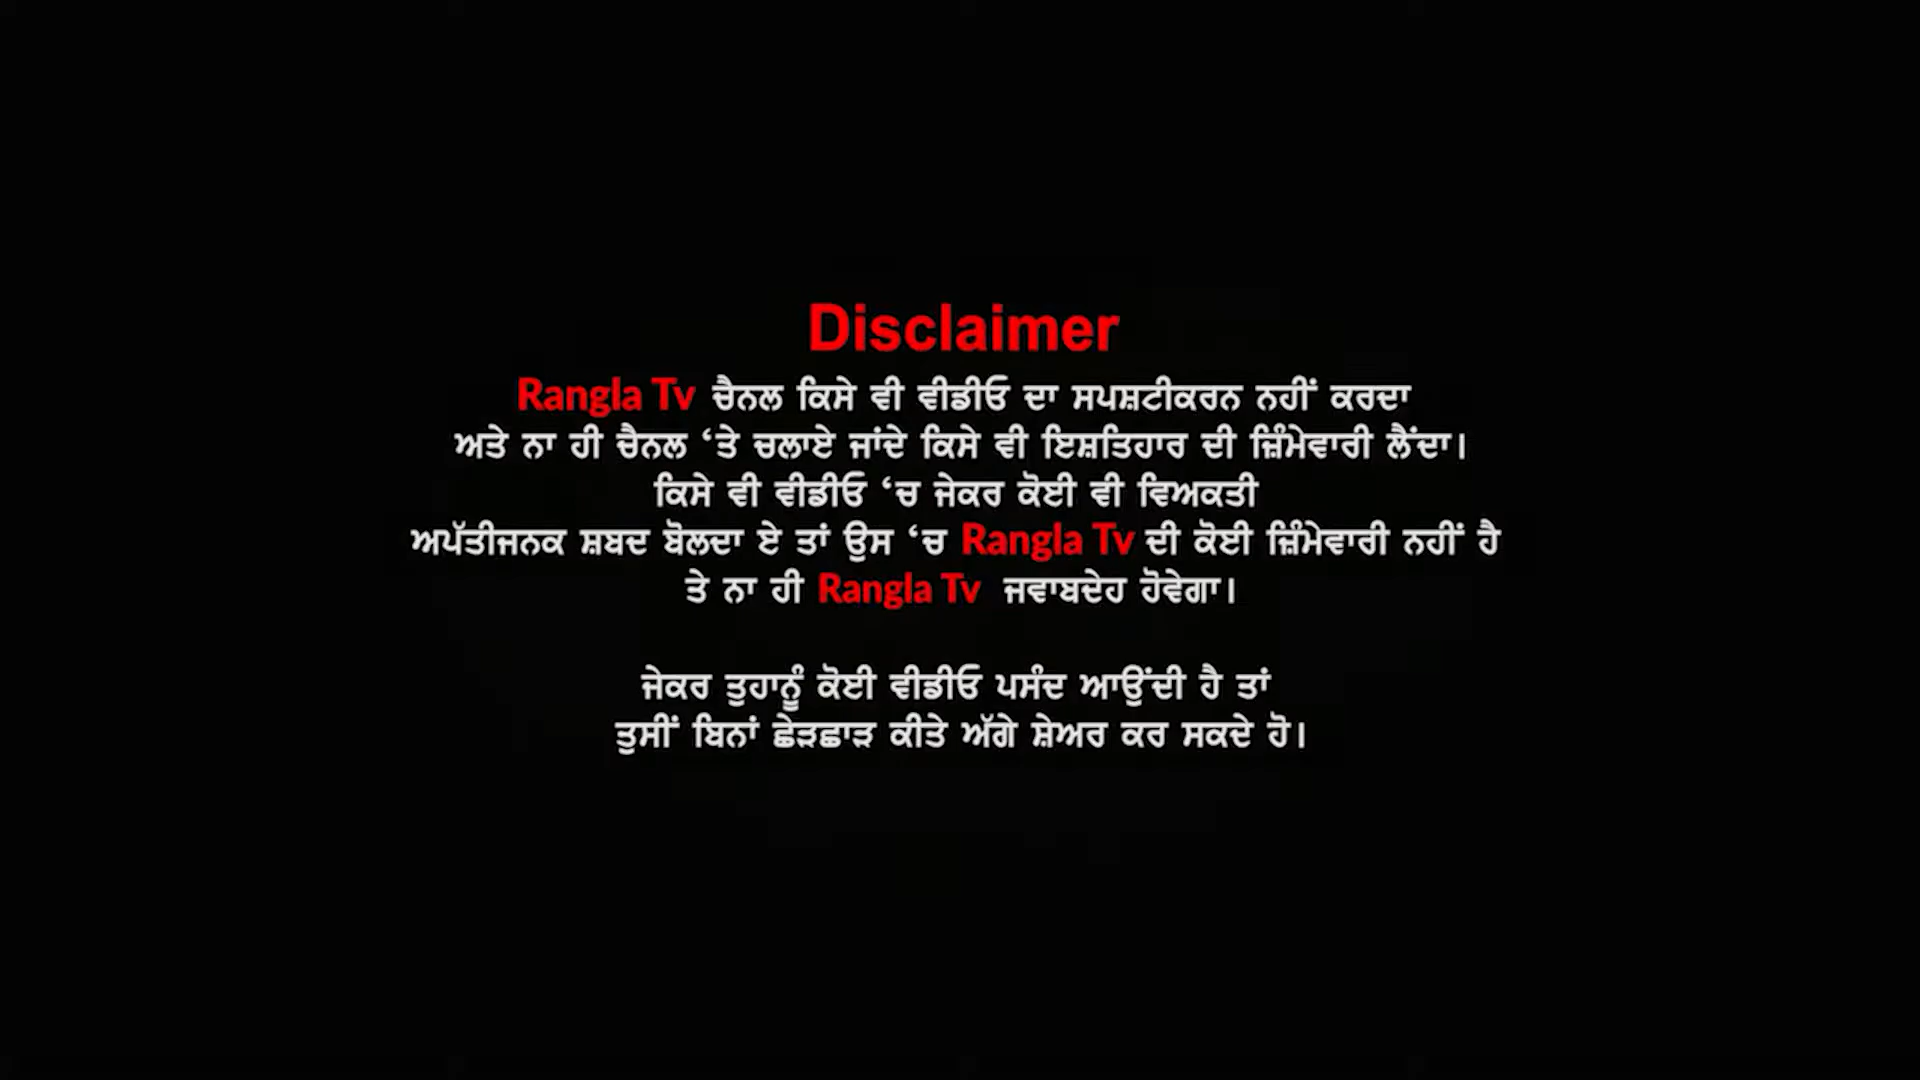 Disclaimer
Rangla Tv ਚੈਨਲ ਕਿਸੇ ਵੀ ਵੀਡੀਓ ਦਾ ਸਪਸ਼ਟੀਕਰਨ ਨਹੀਂ ਕਰਦਾ
ਅਤੇ ਨਾ ਹੀ ਚੈਨਲ ‘ਤੇ ਚਲਾਏ ਜਾਂਦੇ ਕਿਸੇ ਵੀ ਇਸ਼ਤਿਹਾਰ ਦੀ ਜ਼ਿੰਮੇਵਾਰੀ ਲੈਂਦਾ।
ਕਿਸੇ ਵੀ ਵੀਡੀਓ ‘ਚ ਜੇਕਰ ਕੋਈ ਵੀ ਵਿਅਕਤੀ
ਅਪੱਤੀਜਨਕ ਸ਼ਬਦ ਬੋਲਦਾ ਏ ਤਾਂ ਉਸ ‘ਚ Rangla Tv ਦੀ ਕੋਈ ਜ਼ਿੰਮੇਵਾਰੀ ਨਹੀਂ ਹੈ
ਤੇ ਨਾ ਹੀ Rangla Tv ਜਵਾਬਦੇਹ ਹੋਵੇਗਾ।
ਜੇਕਰ ਤੁਹਾਨੂੰ ਕੋਈ ਵੀਡੀਓ ਪਸੰਦ ਆਉਂਦੀ ਹੈ ਤਾਂ
ਤੁਸੀਂ ਬਿਨਾਂ ਛੇੜਛਾੜ ਕੀਤੇ ਅੱਗੇ ਸ਼ੇਅਰ ਕਰ ਸਕਦੇ ਹੋ।